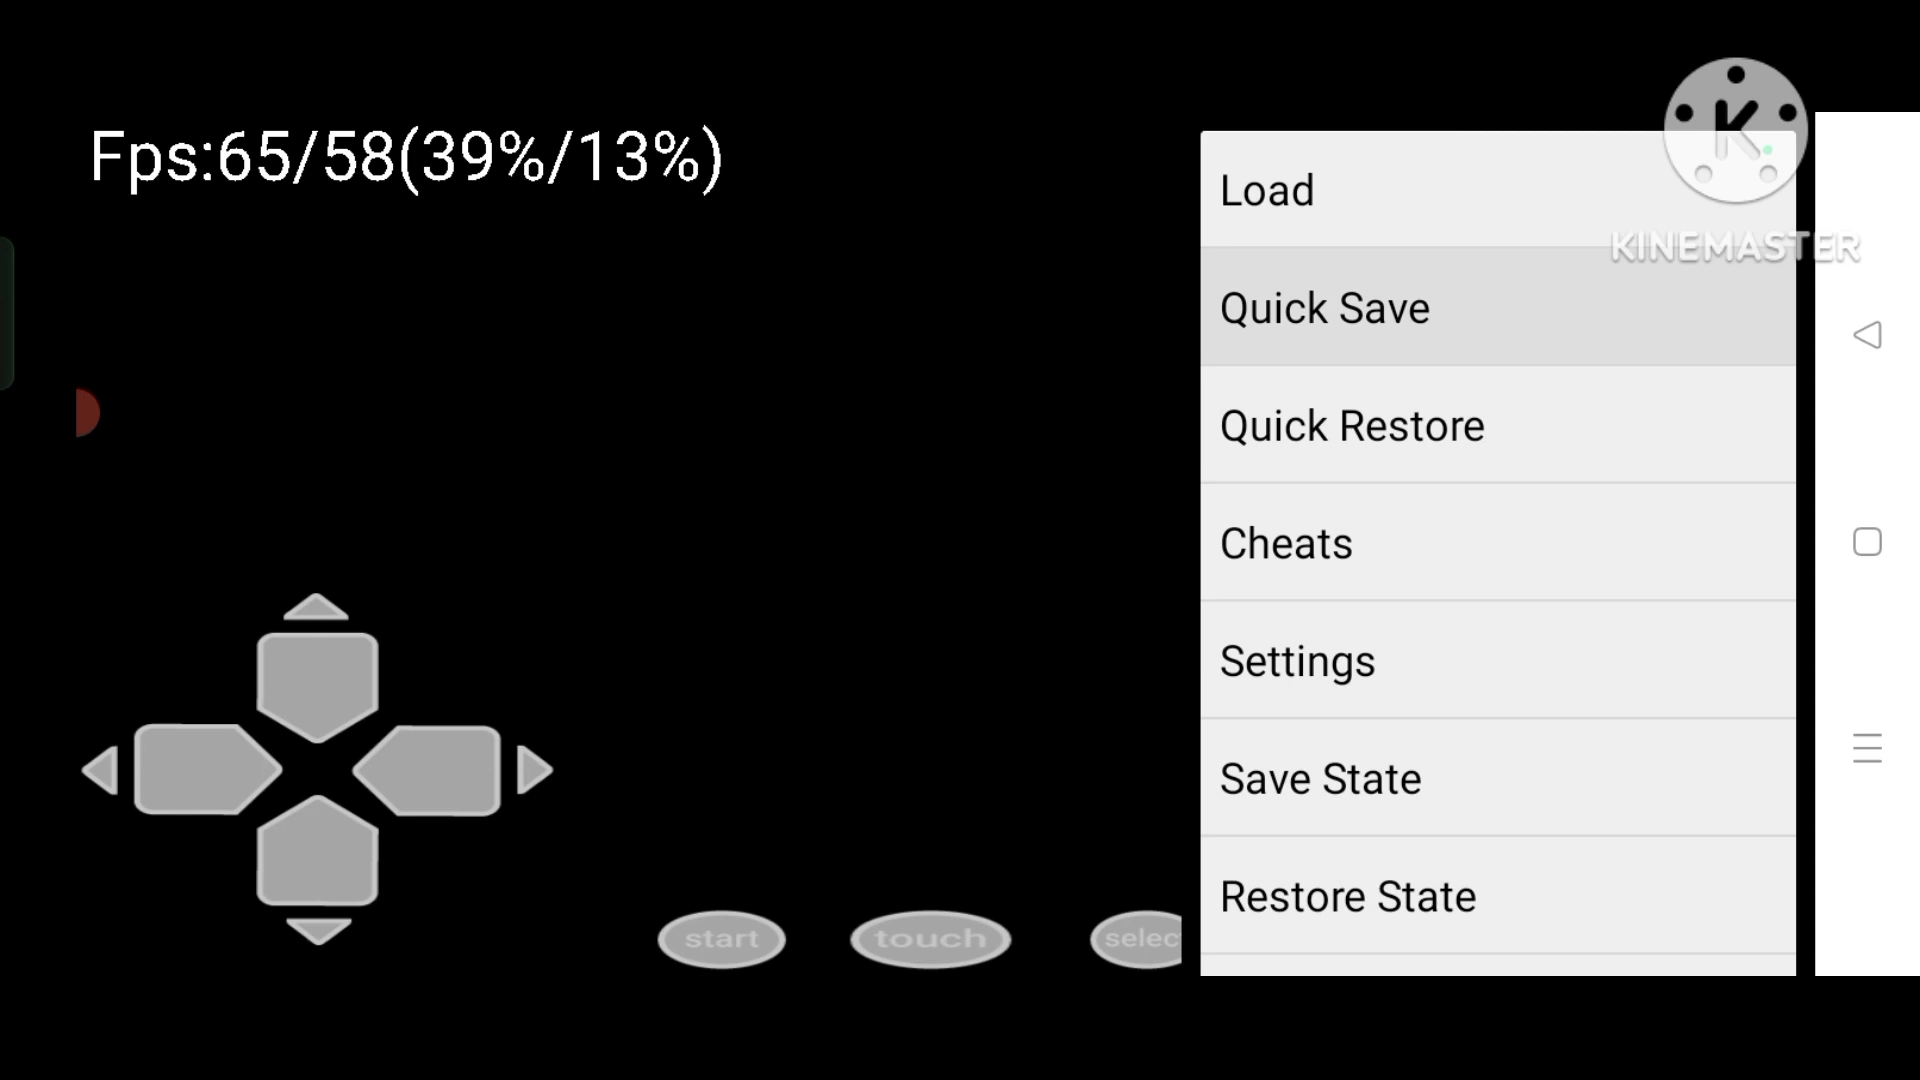 Fps:65/58(39%/13%)
Load
KINEMASTER
Quick Save
Quick Restore
Cheats
Settings
Save State
Restore State
start
touch
selec